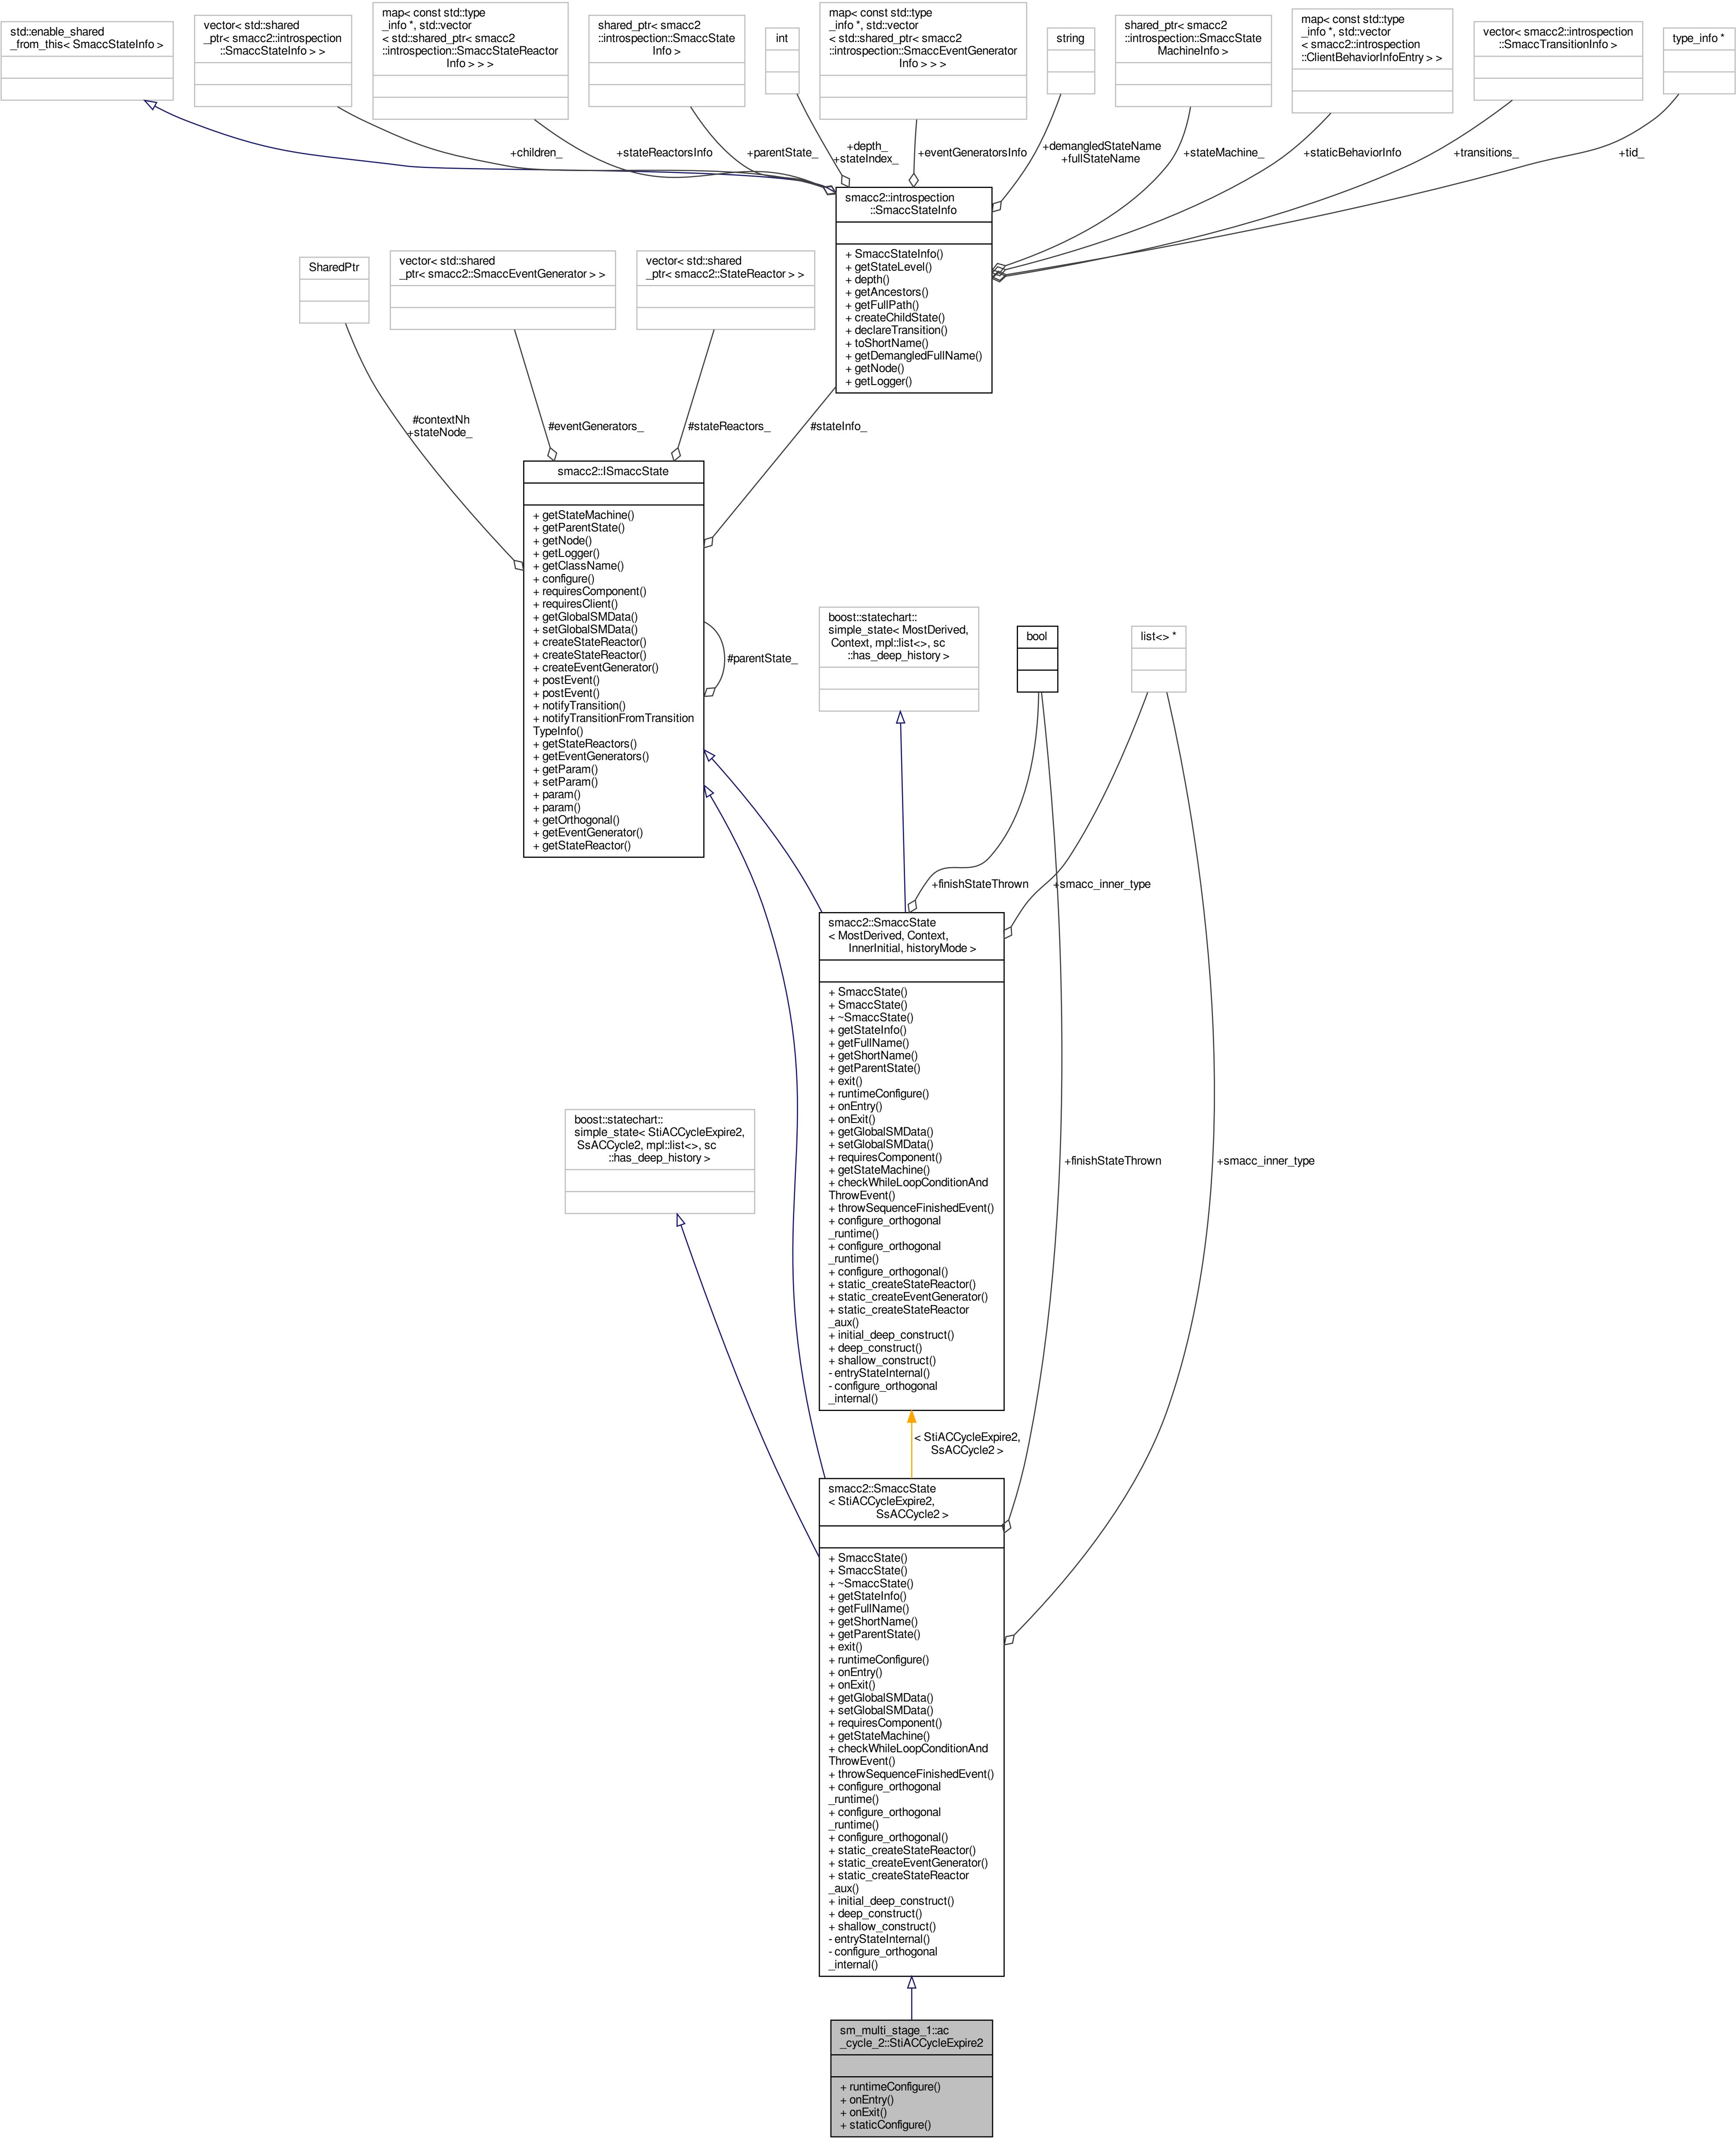 std::enable_shared
_from_this< SmaccStateInfo >
vector< std::shared
_ptr< smacc2::introspection
::SmaccStateInfo > >
map< const std::type
_info *, std::vector
< std::shared_ptr< smacc2
::introspection::SmaccStateReactor
Info > > >
shared_ptr< smacc2
::introspection::SmaccState
Info >
int
map< const std::type
_info *, std::vector
< std::shared_ptr< smacc2
::introspection::SmaccEventGenerator
Info > > >
string
shared_ptr< smacc2
::introspection::SmaccState
MachineInfo >
map< const std::type
_info *, std::vector
< smacc2::introspection
::ClientBehaviorInfoEntry > >
vector< smacc2::introspection
::SmaccTransitionInfo >
type_info *
+children_
+stateReactorsInfo
+parentState_
+depth_
+stateIndex_
+eventGeneratorsInfo
+demangledStateName
+fullStateName
+stateMachine_
+staticBehaviorInfo
+transitions_
+tid_
smacc2::introspection
::SmaccStateInfo
+ SmaccStateInfo()
+ getStateLevel()
+ depth()
+ getAncestors()
+ getFullPath()
+ createChildState()
+ declareTransition()
+ toShortName()
+ getDemangledFullName()
+ getNode()
+ getLogger()
SharedPtr
vector< std::shared
_ptr< smacc2::SmaccEventGenerator > >
vector< std::shared
_ptr< smacc2::StateReactor > >
#contextNh
+stateNode_
#eventGenerators_
#stateReactors_
#stateInfo_
smacc2::ISmaccState
+ getStateMachine()
+ getParentState()
+ getNode()
+ getLogger()
+ getClassName()
+ configure()
+ requiresComponent()
+ requiresClient()
+ getGlobalSMData()
+ setGlobalSMData()
+ createStateReactor()
+ createStateReactor()
+ createEventGenerator()
+ postEvent()
+ postEvent()
+ notifyTransition()
+ notifyTransitionFromTransition
TypeInfo()
+ getStateReactors()
+ getEventGenerators()
+ getParam()
+ setParam()
+ param()
+ param()
+ getOrthogonal()
+ getEventGenerator()
+ getStateReactor()
#parentState_
boost::statechart::
simple_state< MostDerived,
Context, mpl::list<>, sc
::has_deep_history >
bool
list<> *
+finishStateThrown
+smacc_inner_type
smacc2::SmaccState
< MostDerived, Context,
InnerInitial, historyMode >
+ SmaccState()
+ SmaccState()
+ ~SmaccState()
+ getStateInfo()
+ getFullName()
+ getShortName()
+ getParentState()
+ exit()
+ runtimeConfigure()
+ onEntry()
+ onExit()
+ getGlobalSMData()
+ setGlobalSMData()
+ requiresComponent()
+ getStateMachine()
+ checkWhileLoopConditionAnd
ThrowEvent()
+ throwSequenceFinishedEvent()
+ configure_orthogonal
_runtime()
+ configure_orthogonal
_runtime()
+ configure_orthogonal()
+ static_createStateReactor()
+ static_createEventGenerator()
+ static_createStateReactor
_aux()
+ initial_deep_construct()
+ deep_construct()
+ shallow_construct()
- entryStateInternal()
- configure_orthogonal
_internal()
boost::statechart::
simple_state< StiACCycleExpire2,
SsACCycle2, mpl::list<>, sc
::has_deep_history >
+finishStateThrown
+smacc_inner_type
< StiACCycleExpire2,
SsACCycle2 >
smacc2::SmaccState
< StiACCycleExpire2,
SsACCycle2 >
+ SmaccState()
+ SmaccState()
+ ~SmaccState()
+ getStateInfo()
+ getFullName()
+ getShortName()
+ getParentState()
+ exit()
+ runtimeConfigure()
+ onEntry()
+ onExit()
+ getGlobalSMData()
+ setGlobalSMData()
+ requiresComponent()
+ getStateMachine()
+ checkWhileLoopConditionAnd
ThrowEvent()
+ throwSequenceFinishedEvent()
+ configure_orthogonal
_runtime()
+ configure_orthogonal
_runtime()
+ configure_orthogonal()
+ static_createStateReactor()
+ static_createEventGenerator()
+ static_createStateReactor
_aux()
+ initial_deep_construct()
+ deep_construct()
+ shallow_construct()
- entryStateInternal()
- configure_orthogonal
_internal()
sm_multi_stage_1::ac
_cycle_2::StiACCycleExpire2
+ runtimeConfigure()
+ onEntry()
+ onExit()
+ staticConfigure()